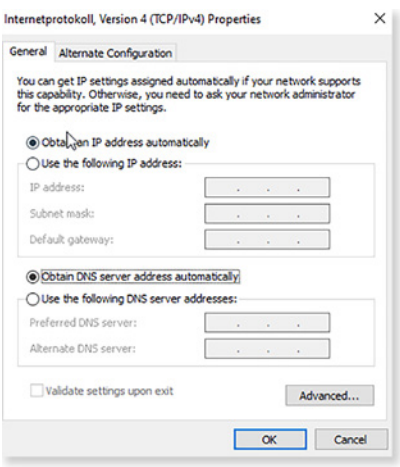 Internetprotokoll, Version 4 (TCP/IPv4) Properties
General
Alternate Configuration
You can get IP settings assigned automatically if your network supports
this capability. Otherwise, you need to ask your network administrator
for the appropriate IP settings.
Obtain an IP address automatically
Use the following IP address:
IP address:
Subnet mask:
Default gateway:
Obtain DNS server address automatically
Use the following DNS server addresses:
Preferred DNS server:
Alternate DNS server:
Validate settings upon exit
Advanced...
OK
Cancel